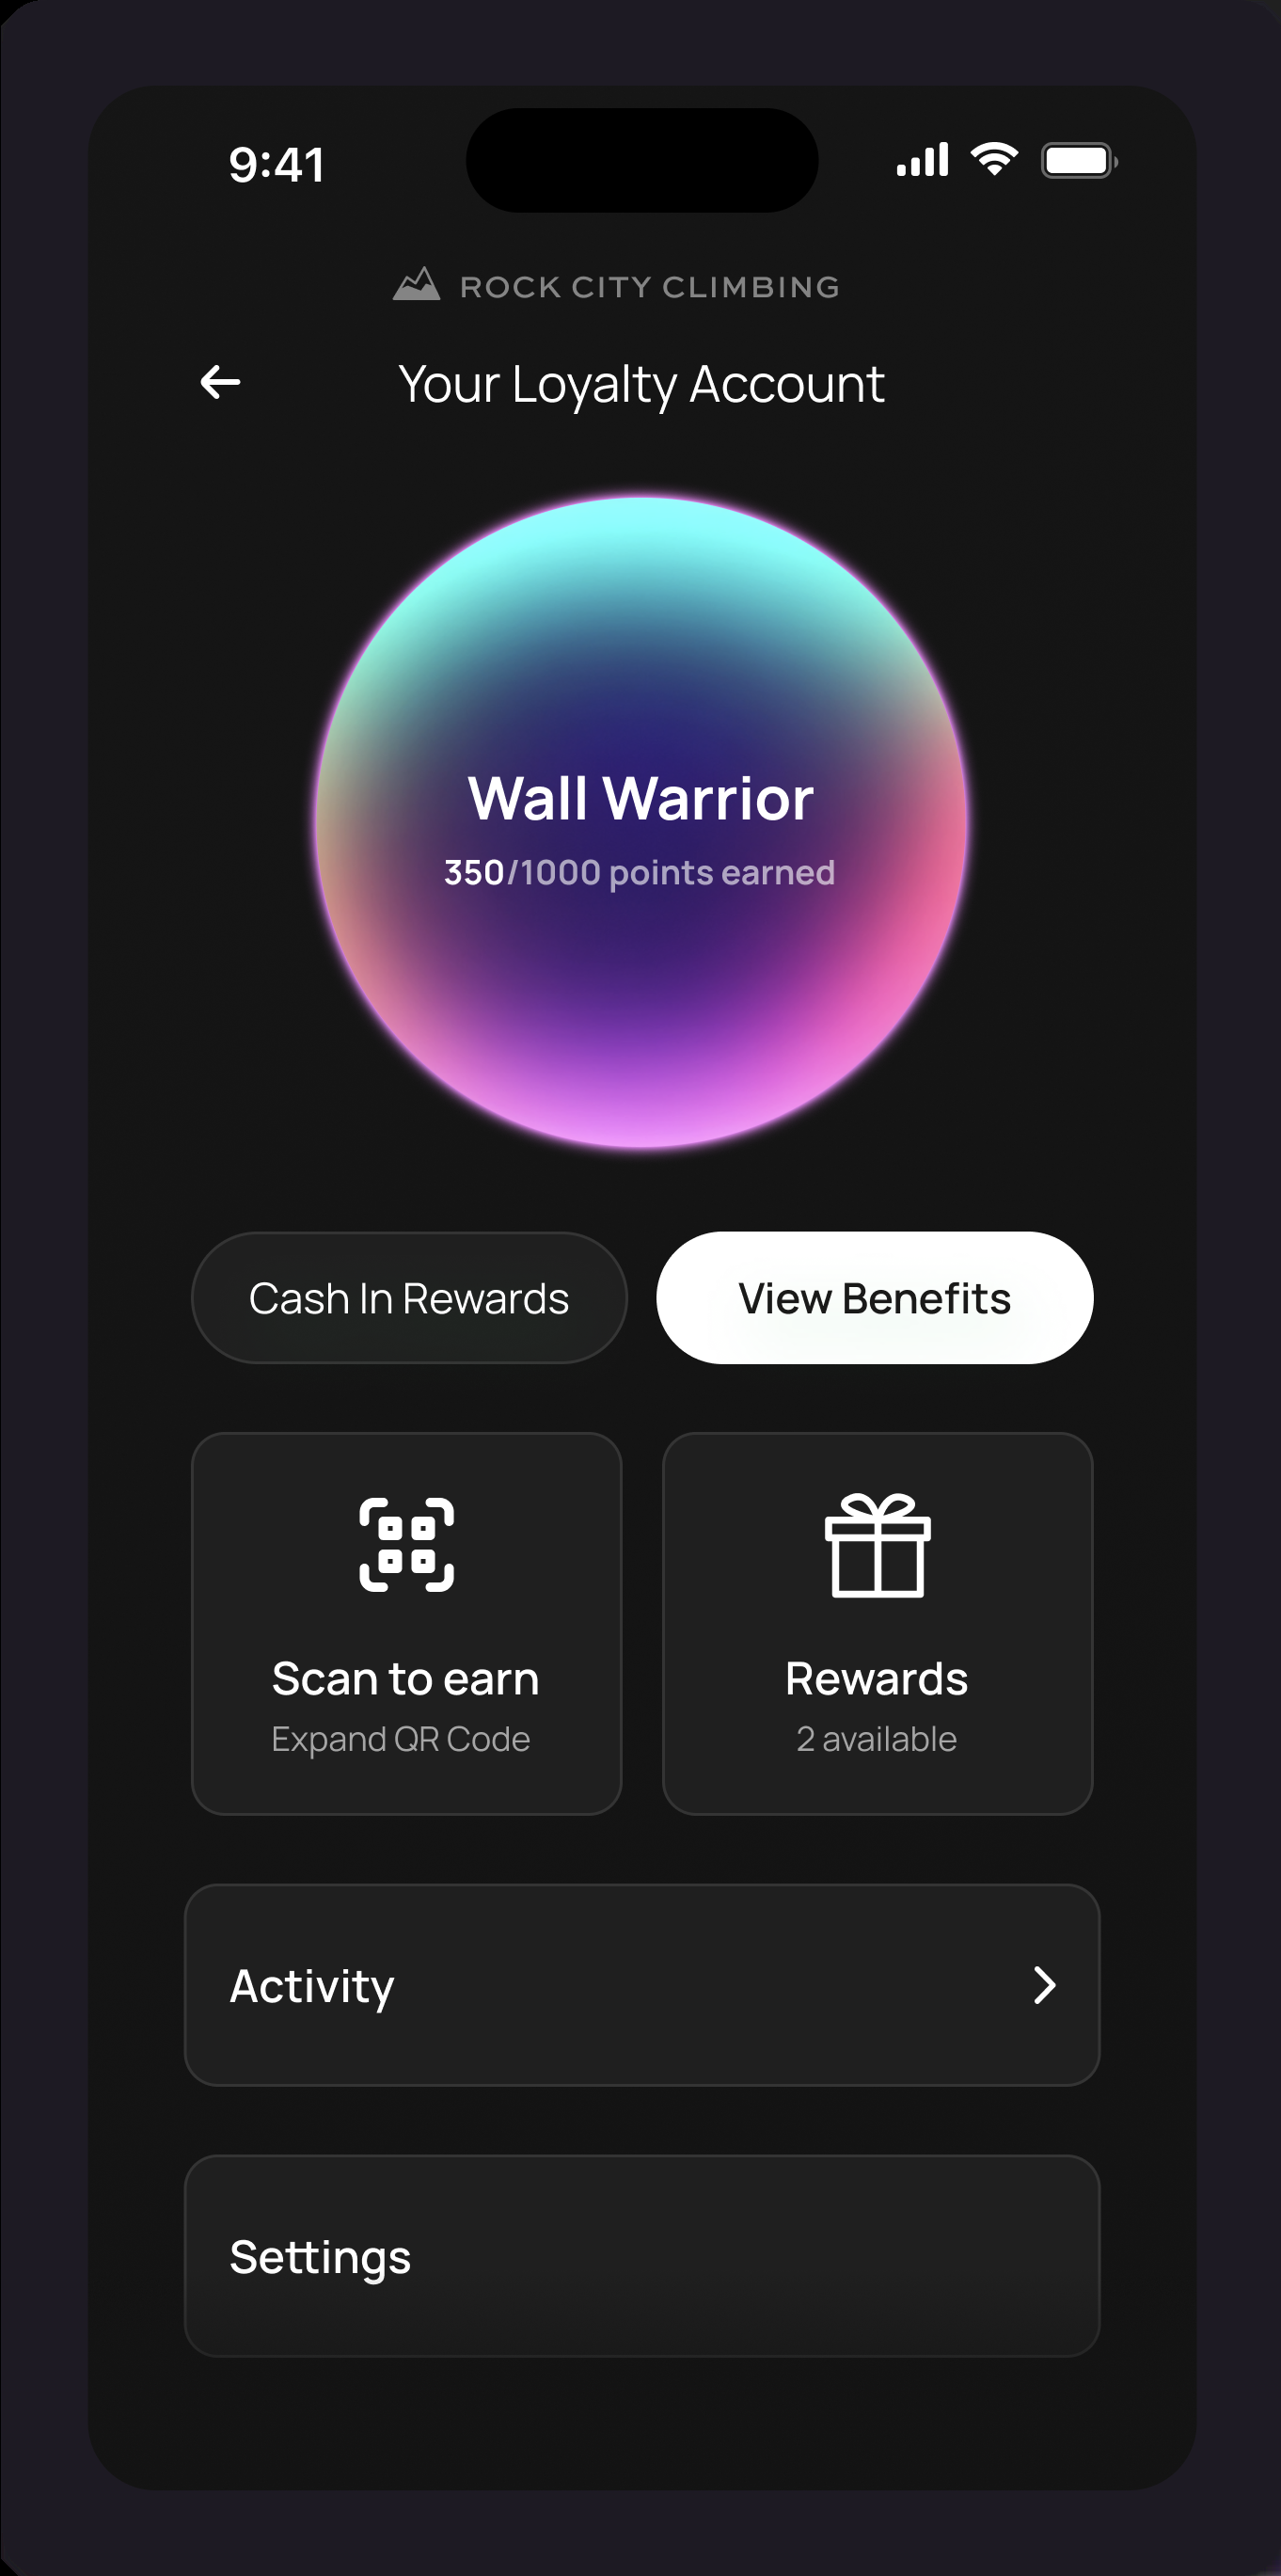 9:41
ROCK CITY CLIMBING
Your Loyalty Account
Wall Warrior
350/1000 points earned
Cash In Rewards
View Benefits
Scan to earn
Expand QR Code
Rewards
2 available
Activity
Settings